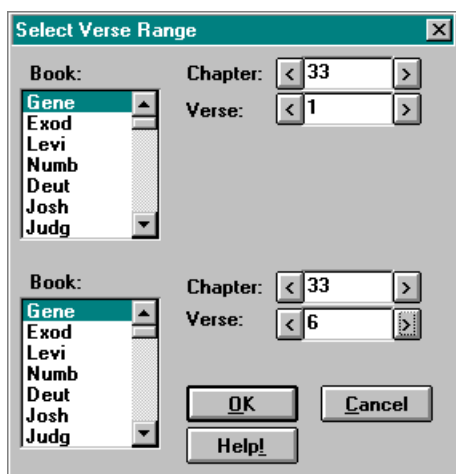 Select Verse Range
Book:
Chapter: < 33 >
Verse: < 1 >
Gene
Exod
Levi
Numb
Deut
Josh
Judg
Book:
Chapter: < 33 >
Verse: < 6 >
Gene
Exod
Levi
Numb
Deut
Josh
Judg
OK
Cancel
Help!